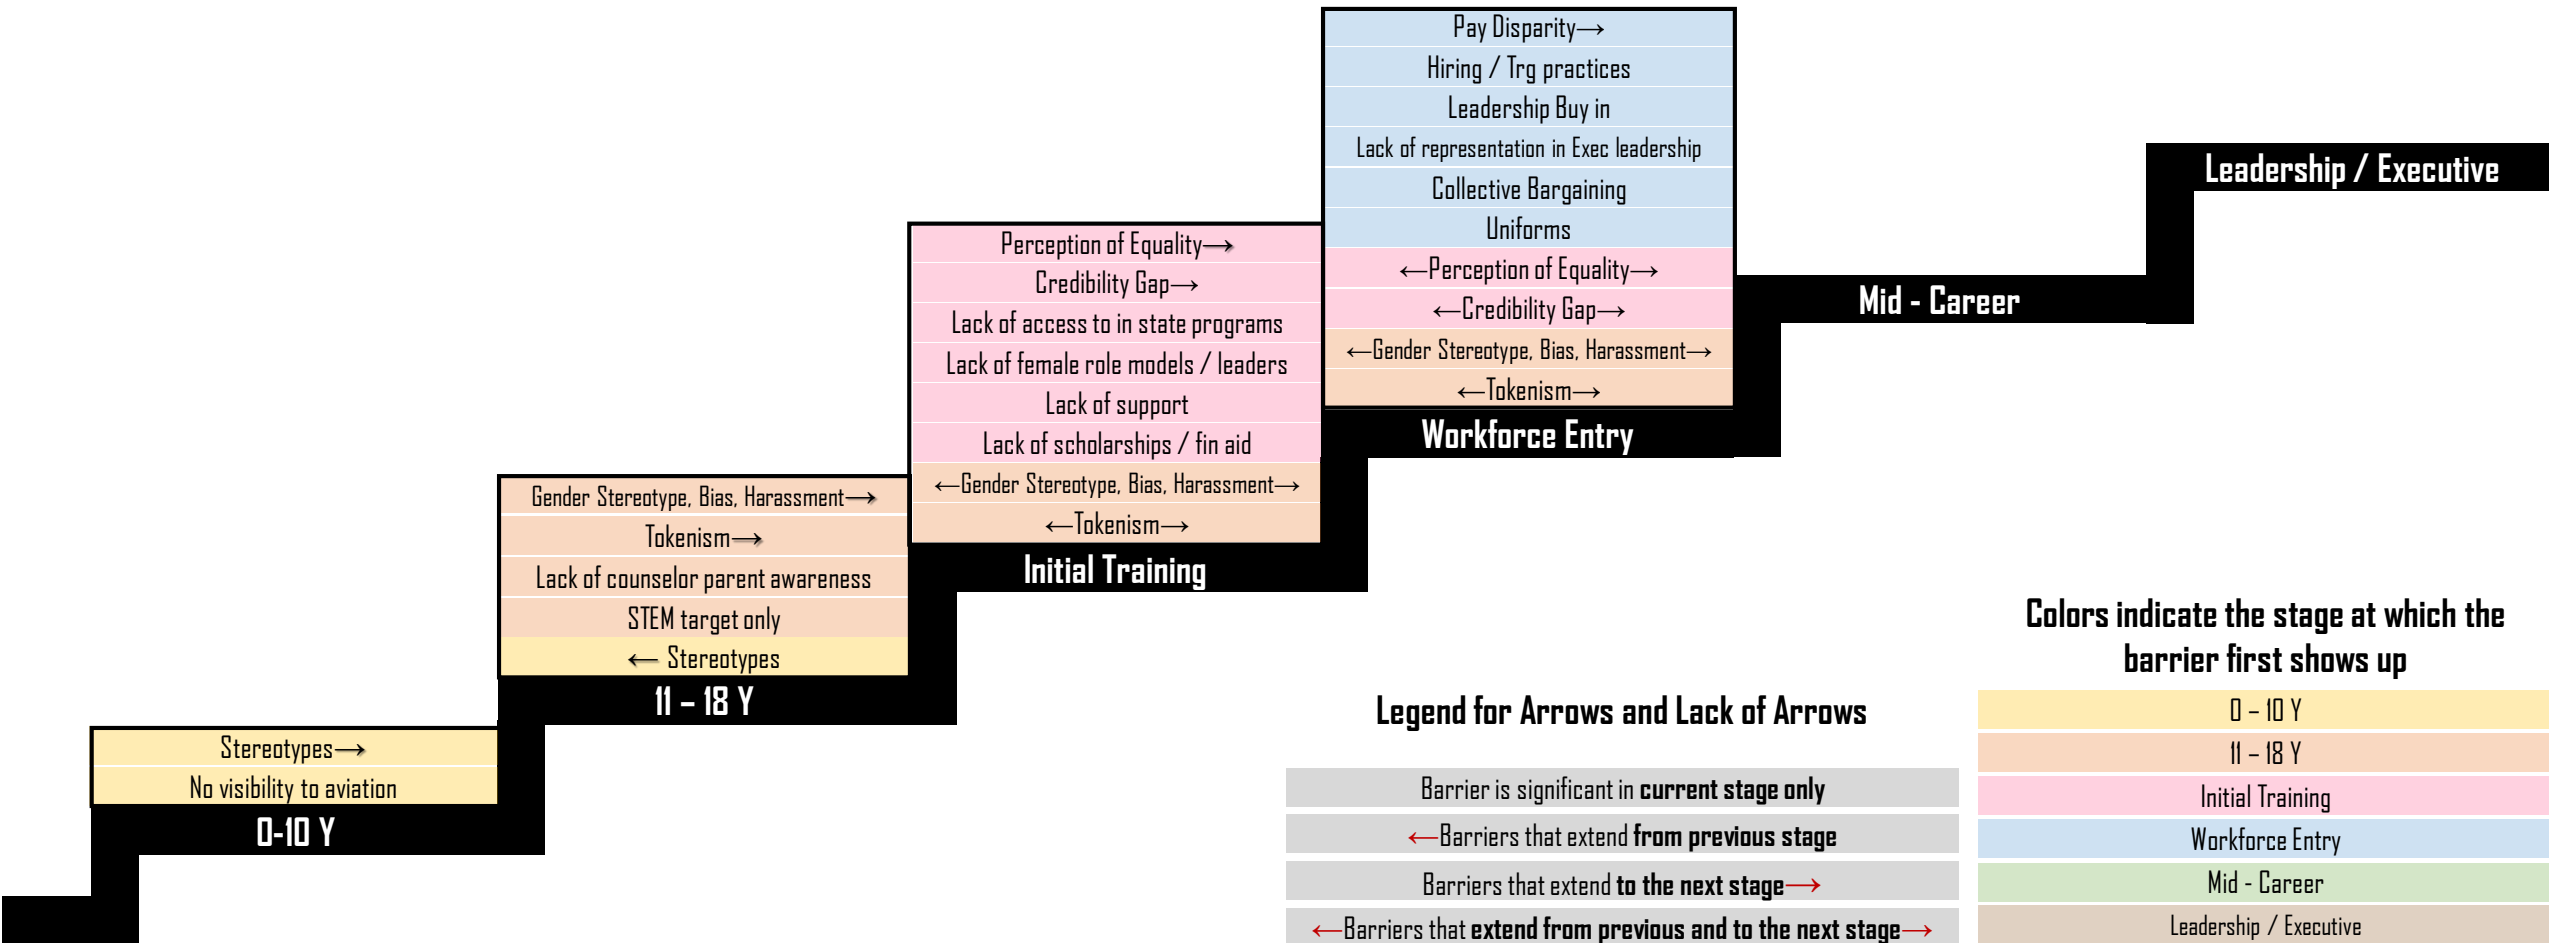 Pay Disparity→
Hiring / Trg practices
Leadership Buy in
Lack of representation in Exec leadership
Collective Bargaining
Uniforms
←Perception of Equality→
←Credibility Gap→
←Gender Stereotype, Bias, Harassment→
←Tokenism→
Workforce Entry
Leadership / Executive
Mid - Career
Perception of Equality→
Credibility Gap→
Lack of access to in state programs
Lack of female role models / leaders
Lack of support
Lack of scholarships / fin aid
←Gender Stereotype, Bias, Harassment→
←Tokenism→
Initial Training
Gender Stereotype, Bias, Harassment→
Tokenism→
Lack of counselor parent awareness
STEM target only
← Stereotypes
11 – 18 Y
Stereotypes→
No visibility to aviation
0-10 Y
Legend for Arrows and Lack of Arrows
Barrier is significant in current stage only
←Barriers that extend from previous stage
Barriers that extend to the next stage→
←Barriers that extend from previous and to the next stage→
Colors indicate the stage at which the
barrier first shows up
0 – 10 Y
11 – 18 Y
Initial Training
Workforce Entry
Mid - Career
Leadership / Executive